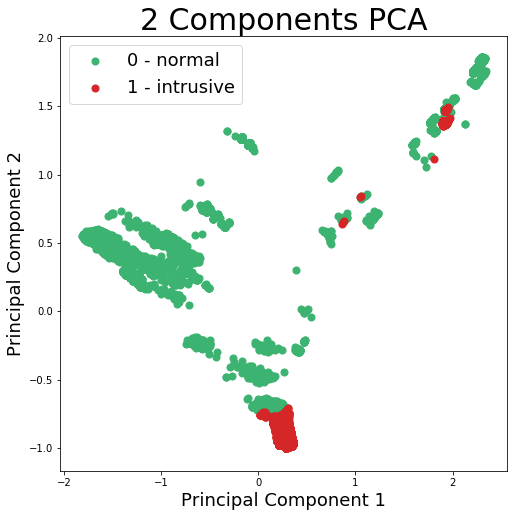 2 Components PCA
0 - normal
1 - intrusive
Principal Component 2
2.0
1.5
1.0
0.5
0.0
−0.5
−1.0
−2
−1
0
1
2
Principal Component 1